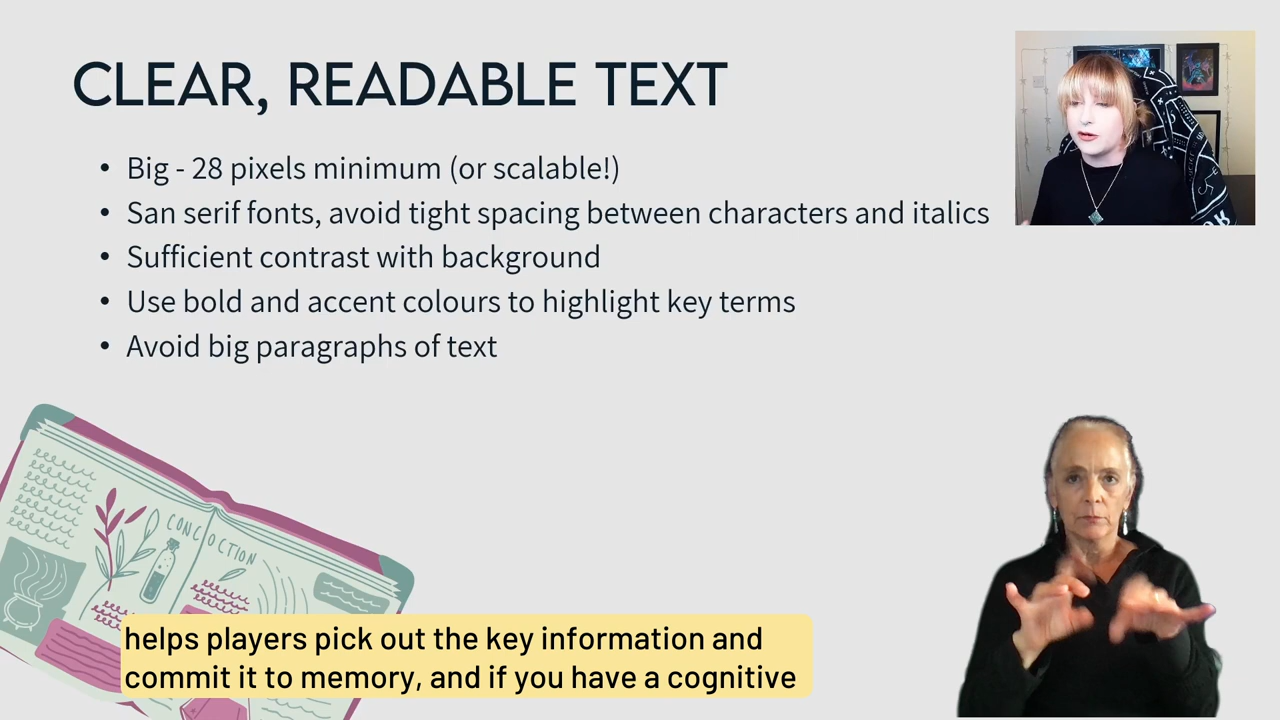 CLEAR, READABLE TEXT
• Big - 28 pixels minimum (or scalable!)
• San serif fonts, avoid tight spacing between characters and italics
• Sufficient contrast with background
• Use bold and accent colours to highlight key terms
• Avoid big paragraphs of text
CONCOCTION
helps players pick out the key information and
commit it to memory, and if you have a cognitive